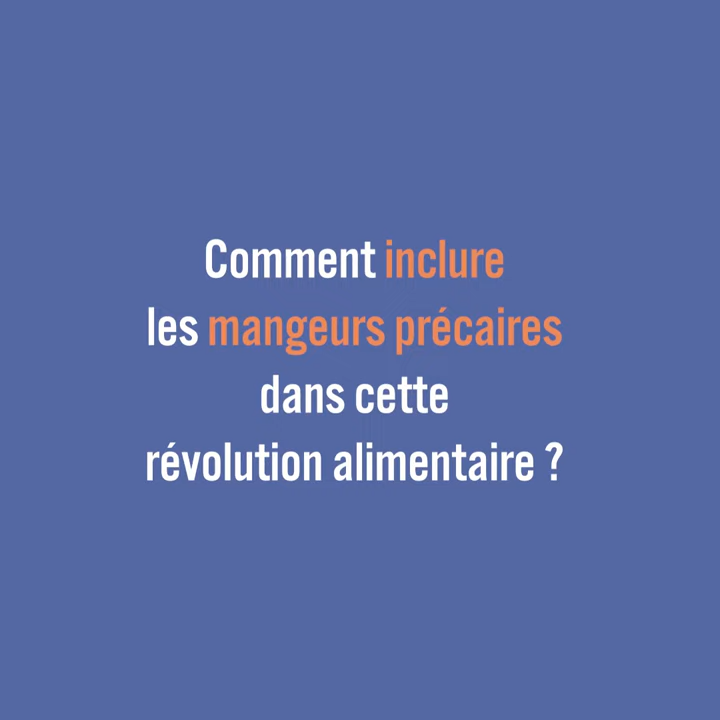 Comment inclure
les mangeurs précaires
dans cette
révolution alimentaire ?